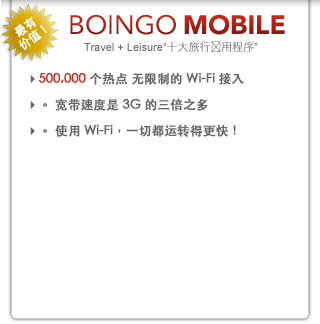 最有
价值！
BOINGO MOBILE
Travel + Leisure“十大旅行用程序”
500,000 个热点 无限制的 Wi-Fi 接入
。 宽带速度是 3G 的三倍之多
。 使用 Wi-Fi，一切都运转得更快！